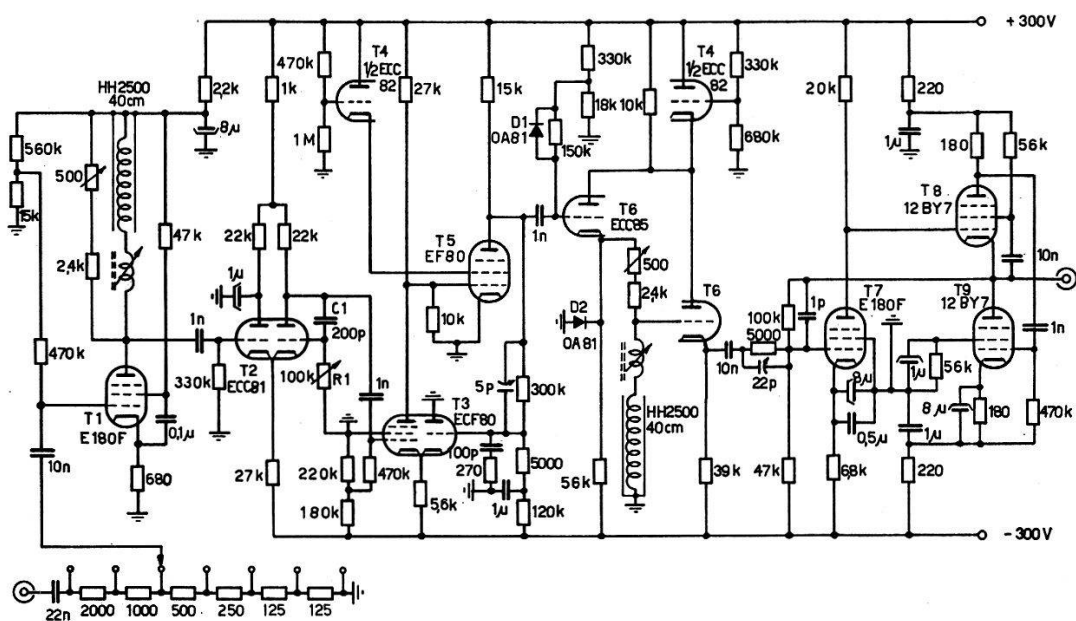 +300V
HH2500
40cm
560k
15k
500
2,4k
22k
8μ
47k
470k
1n
T1
E180F
0,1μ
680
10n
22n
2000
1000
500
250
125
125
1k
22k
22k
1μ
330k
T2
ECC81
27k
C1
200p
100k
R1
1n
220k
470k
180k
470k
T4
1/2ECC
82
1M
27k
15k
T5
EF80
10k
T3
ECF80
5p
300k
100p
270
1μ
5000
5,6k
120k
330k
18k
D1
OA81
150k
1n
T6
ECC85
10k
T4
1/2ECC
82
330k
680k
500
2,4k
D2
OA81
T6
HH2500
40cm
56k
39k
10n
5000
22p
100k
1p
47k
20k
T7
E180F
8μ
0,5μ
6,8k
220
1μ
180
56k
T8
12BY7
10n
T9
12BY7
1μ
56k
1n
8μ
180
1μ
470k
220
-300V